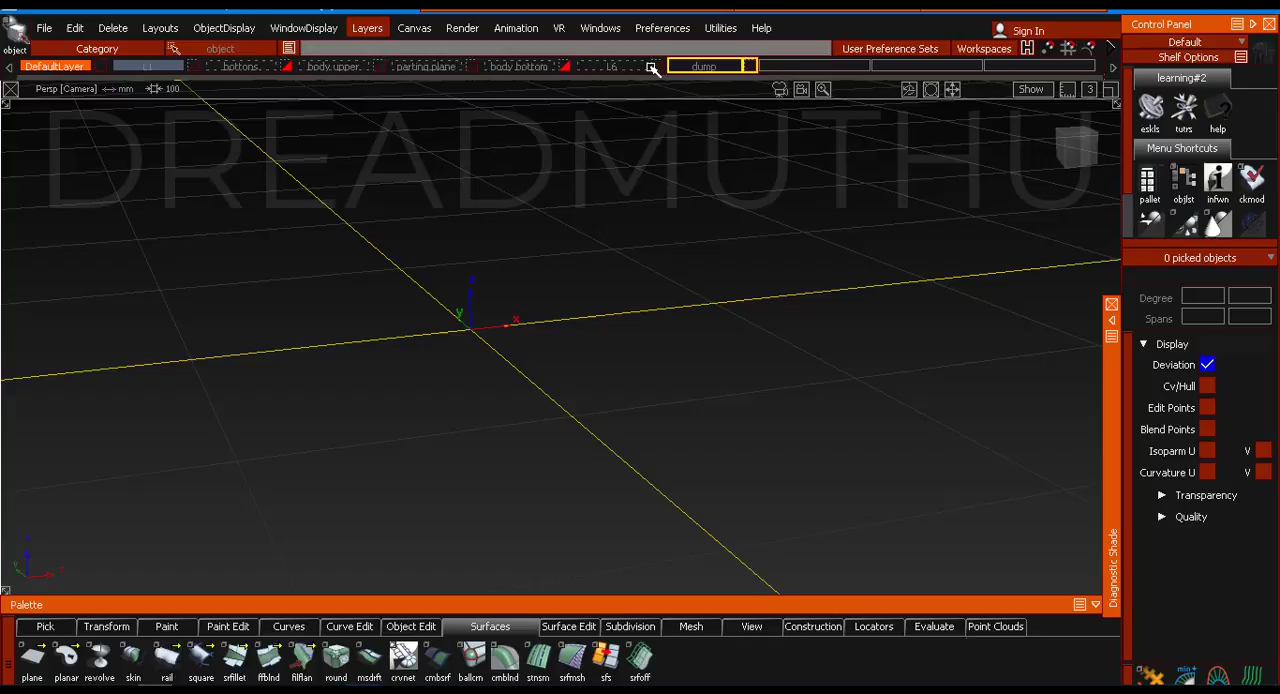 File Edit Delete Layouts ObjectDisplay WindowDisplay Layers Canvas Render Animation VR Windows Preferences Utilities Help
Sign In
Control Panel
object
Category
object
User Preference Sets
Workspaces
Default
DefaultLayer L1 bottons body upper parting plane body bottom L6 dump
Shelf Options
Persp [Camera] mm 100
Show
3
learning#2
DREADMUTHU
eskls tutrs help
Menu Shortcuts
pallet objlst infwn ckmod
0 picked objects
Degree
Spans
Display
Deviation
Cv/Hull
Edit Points
Blend Points
Isoparm U V
Curvature U V
Transparency
Quality
Diagnostic Shade
z
y
x
Palette
Pick Transform Paint Paint Edit Curves Curve Edit Object Edit Surfaces Surface Edit Subdivision Mesh View Construction Locators Evaluate Point Clouds
plane planar revolve skin rail square srfillet ffblnd filflan round msdrft crvnet cmbsrf ballcrn cmblnd stnsrn srfmsh sfs srfoff